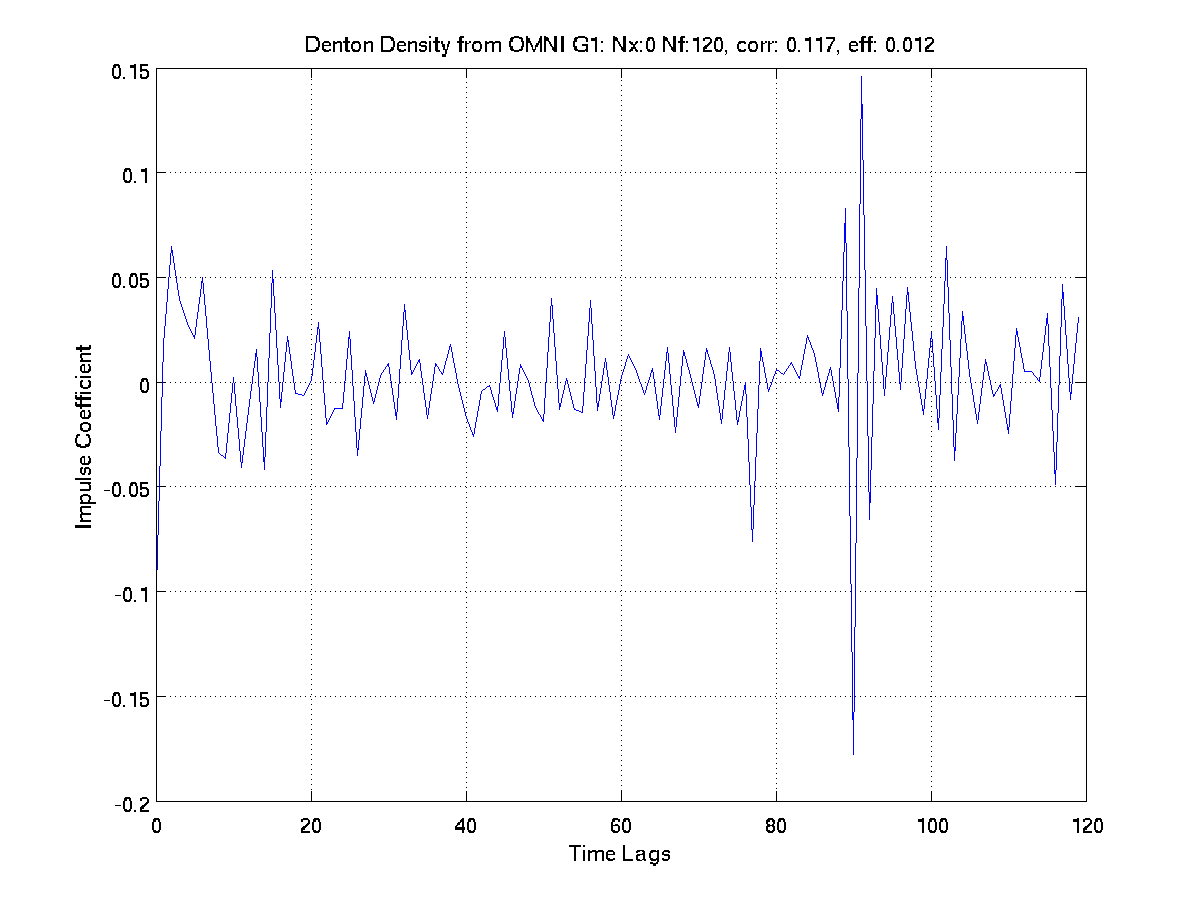 Denton Density from OMNI G1: Nx:0 Nf:120, corr: 0.117, eff: 0.012
0.15
0.1
0.05
0
-0.05
-0.1
-0.15
-0.2
Impulse Coefficient
0 20 40 60 80 100 120
Time Lags